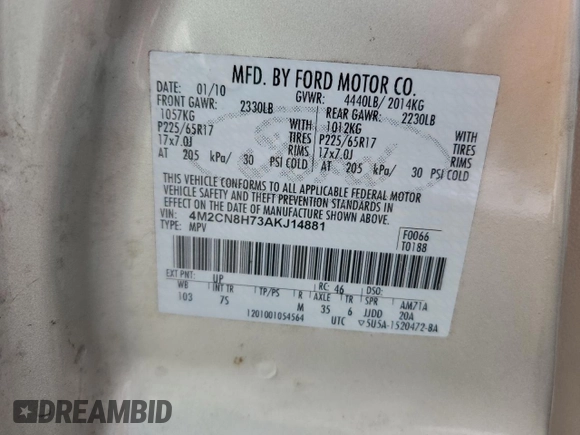 MFD. BY FORD MOTOR CO.
DATE: 01/10 GVWR: 4440LB/ 2014KG
FRONT GAWR: 2330LB REAR GAWR: 2230LB
1057KG WITH 1012KG WITH
P225/65R17 TIRES P225/65R17 TIRES
17x7.0J RIMS 17x7.0J RIMS
AT 205 kPa/ 30 PSI COLD AT 205 kPa/ 30 PSI COLD
THIS VEHICLE CONFORMS TO ALL APPLICABLE FEDERAL MOTOR
VEHICLE SAFETY AND THEFT PREVENTION STANDARDS IN
EFFECT ON THE DATE OF MANUFACTURE SHOWN ABOVE.
VIN: 4M2CN8H73AKJ14881 F0066
TYPE: MPV T0188
EXT PNT: UP RC: 46 AM71A
WB INT TR TP/PS R AXLE TR SPR 20A
103 75 M 35 6 JJDD
1201001054564 UTC ▽5U5A-1520472-BA
DREAMBID